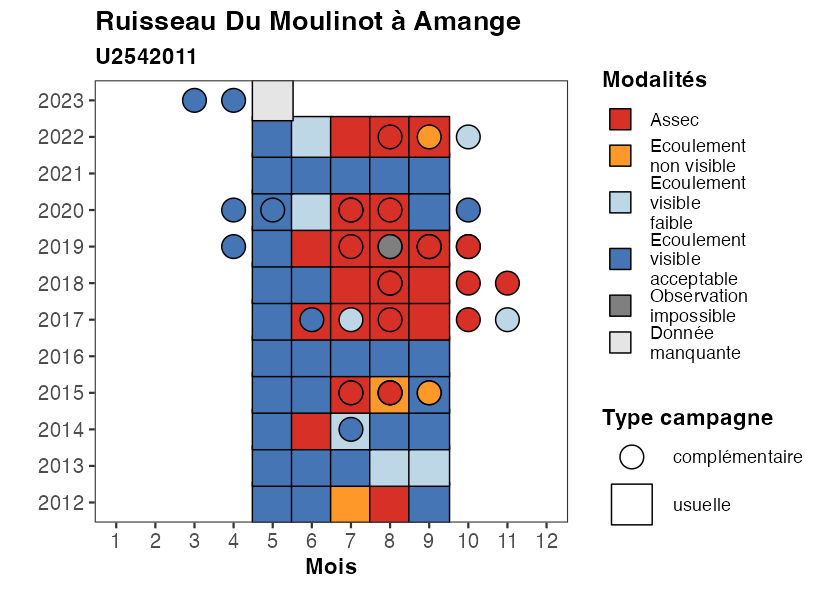 Ruisseau Du Moulinot à Amange
U2542011
2023
2022
2021
2020
2019
2018
2017
2016
2015
2014
2013
2012
1 2 3 4 5 6 7 8 9 10 11 12
Mois
Modalités
Assec
Ecoulement
non visible
Ecoulement
visible
faible
Ecoulement
visible
acceptable
Observation
impossible
Donnée
manquante
Type campagne
complémentaire
usuelle